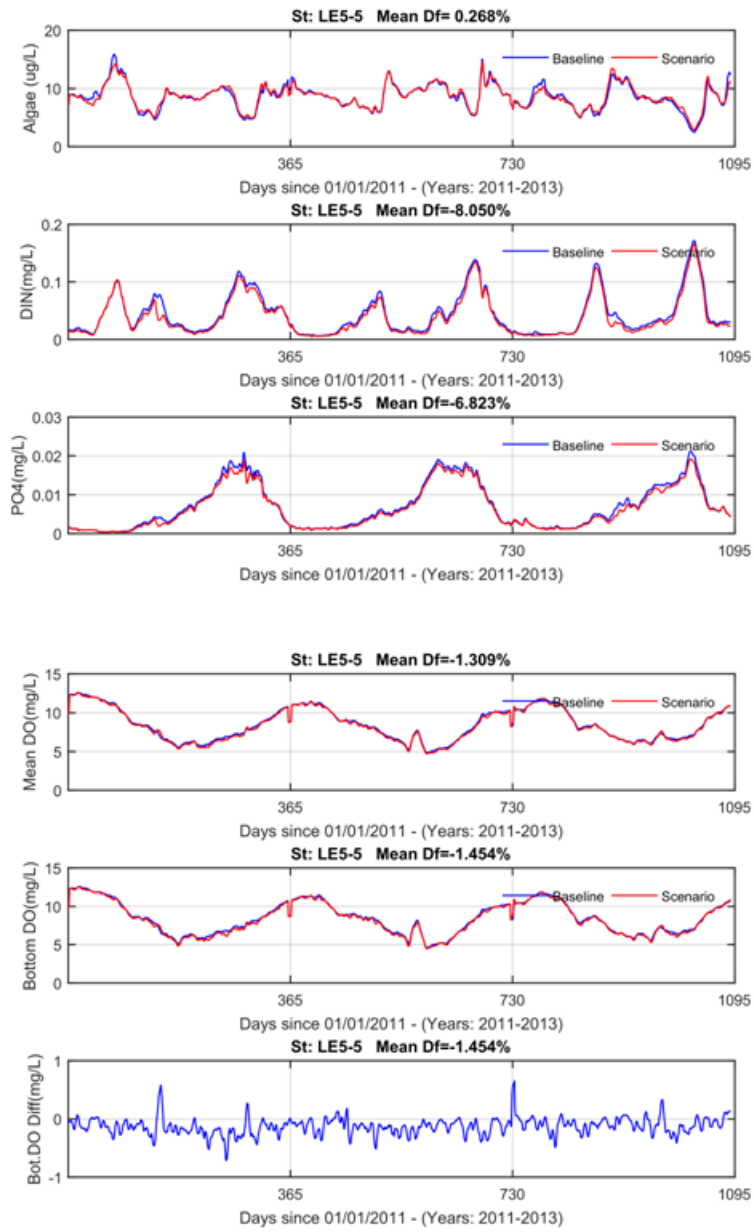 St: LE5-5 Mean Df= 0.268%
20
10
0
Algae (ug/L)
Baseline
Scenario
365
730
1095
Days since 01/01/2011 - (Years: 2011-2013)
St: LE5-5 Mean Df=-8.050%
0.2
0.1
0
DIN(mg/L)
Baseline
Scenario
365
730
1095
Days since 01/01/2011 - (Years: 2011-2013)
St: LE5-5 Mean Df=-6.823%
0.03
0.02
0.01
0
PO4(mg/L)
Baseline
Scenario
365
730
1095
Days since 01/01/2011 - (Years: 2011-2013)
St: LE5-5 Mean Df=-1.309%
15
10
5
0
Mean DO(mg/L)
Baseline
Scenario
365
730
1095
Days since 01/01/2011 - (Years: 2011-2013)
St: LE5-5 Mean Df=-1.454%
15
10
5
0
Bottom DO(mg/L)
Baseline
Scenario
365
730
1095
Days since 01/01/2011 - (Years: 2011-2013)
St: LE5-5 Mean Df=-1.454%
1
0
-1
Bot.DO Diff(mg/L)
365
730
1095
Days since 01/01/2011 - (Years: 2011-2013)